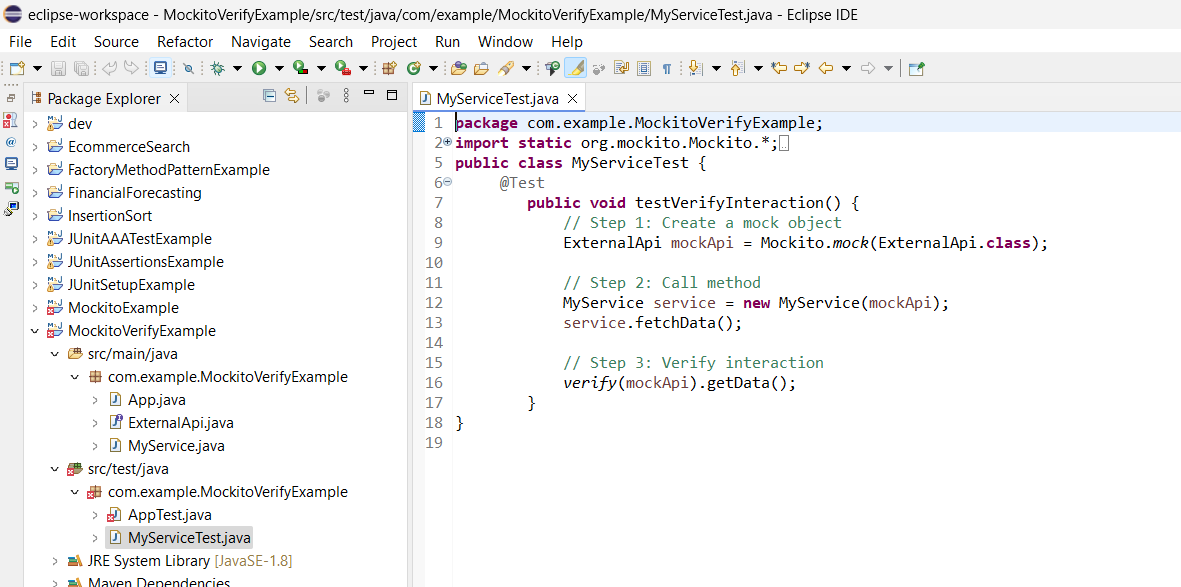 eclipse-workspace - MockitoVerifyExample/src/test/java/com/example/MockitoVerifyExample/MyServiceTest.java - Eclipse IDE
File Edit Source Refactor Navigate Search Project Run Window Help
Package Explorer
dev
EcommerceSearch
FactoryMethodPatternExample
FinancialForecasting
InsertionSort
JUnitAAATestExample
JUnitAssertionsExample
JUnitSetupExample
MockitoExample
MockitoVerifyExample
src/main/java
com.example.MockitoVerifyExample
App.java
ExternalApi.java
MyService.java
src/test/java
com.example.MockitoVerifyExample
AppTest.java
MyServiceTest.java
JRE System Library [JavaSE-1.8]
Maven Dependencies
MyServiceTest.java
1 package com.example.MockitoVerifyExample;
2 import static org.mockito.Mockito.*;
5 public class MyServiceTest {
6 @Test
7 public void testVerifyInteraction() {
8 // Step 1: Create a mock object
9 ExternalApi mockApi = Mockito.mock(ExternalApi.class);
10
11 // Step 2: Call method
12 MyService service = new MyService(mockApi);
13 service.fetchData();
14
15 // Step 3: Verify interaction
16 verify(mockApi).getData();
17 }
18 }
19